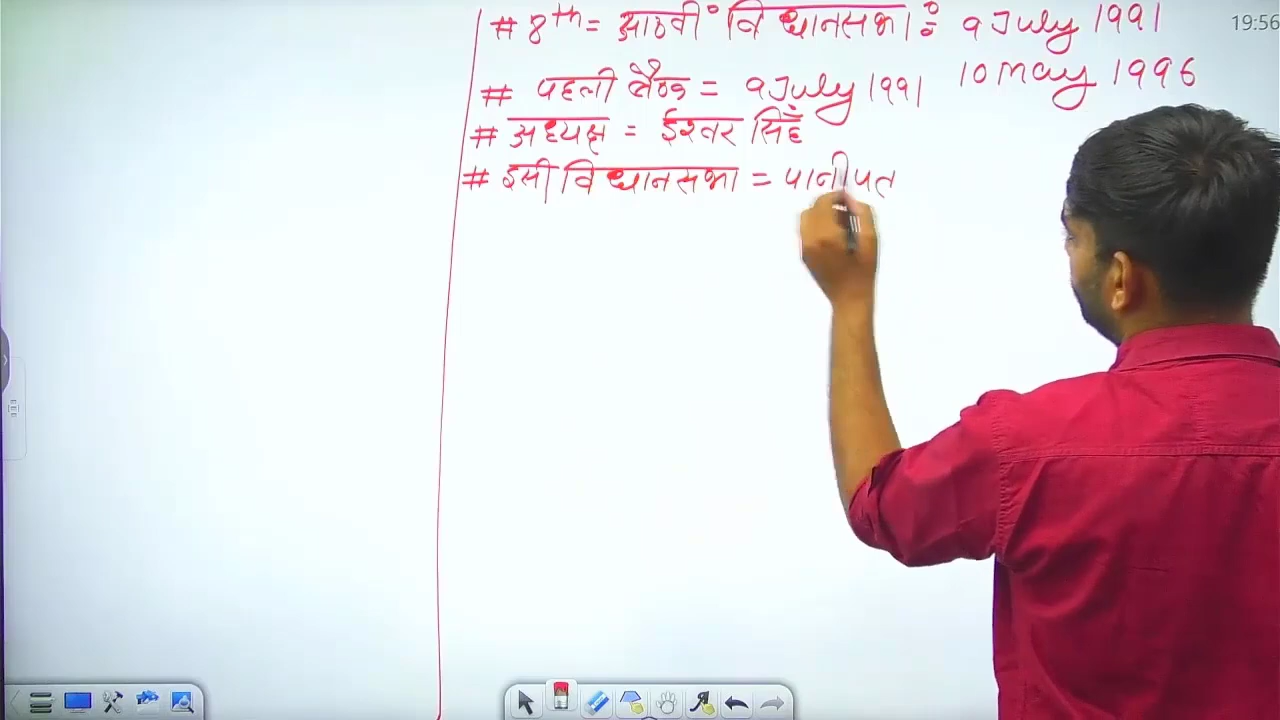 # 8th = आठवीं विधानसभा : 9 July 1991
19:56
10 May 1996
# पहली बैठक = 9 July 1991
# अध्यक्ष = ईश्वर सिंह
# इसी विधानसभा = पानीपत